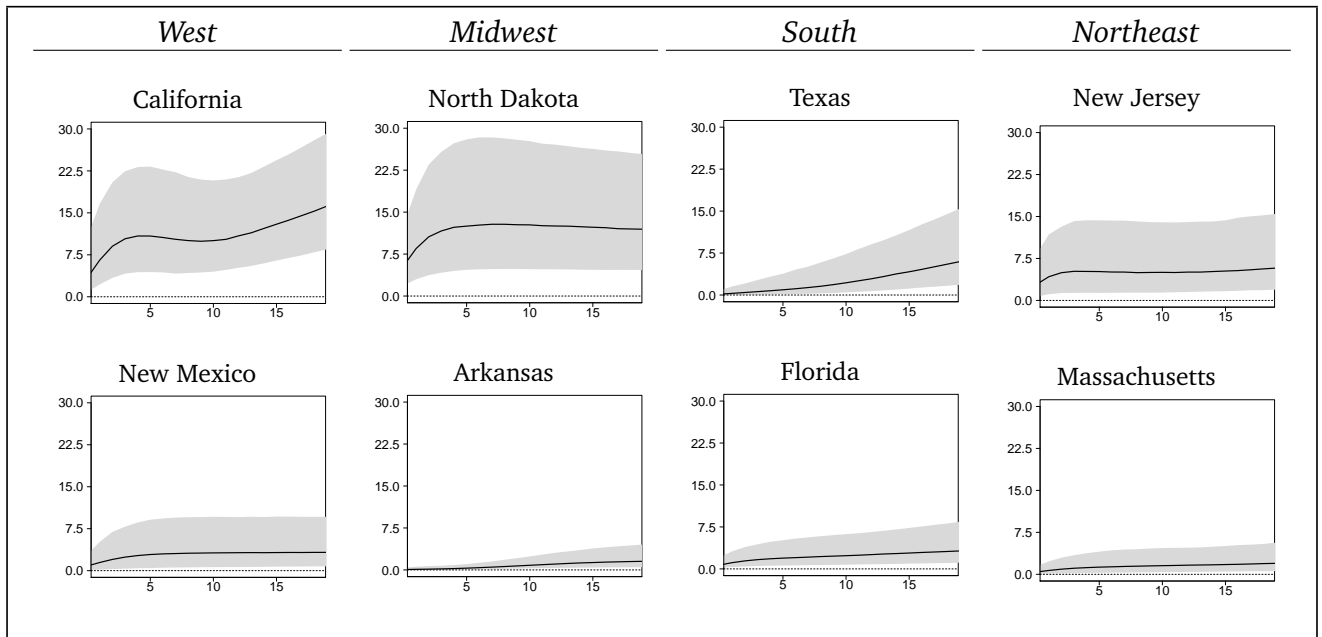 West Midwest South Northeast
California North Dakota Texas New Jersey
30.0 30.0 30.0 30.0
22.5 22.5 22.5 22.5
15.0 15.0 15.0 15.0
7.5 7.5 7.5 7.5
0.0 0.0 0.0 0.0
5 10 15 5 10 15 5 10 15 5 10 15
New Mexico Arkansas Florida Massachusetts
30.0 30.0 30.0 30.0
22.5 22.5 22.5 22.5
15.0 15.0 15.0 15.0
7.5 7.5 7.5 7.5
0.0 0.0 0.0 0.0
5 10 15 5 10 15 5 10 15 5 10 15